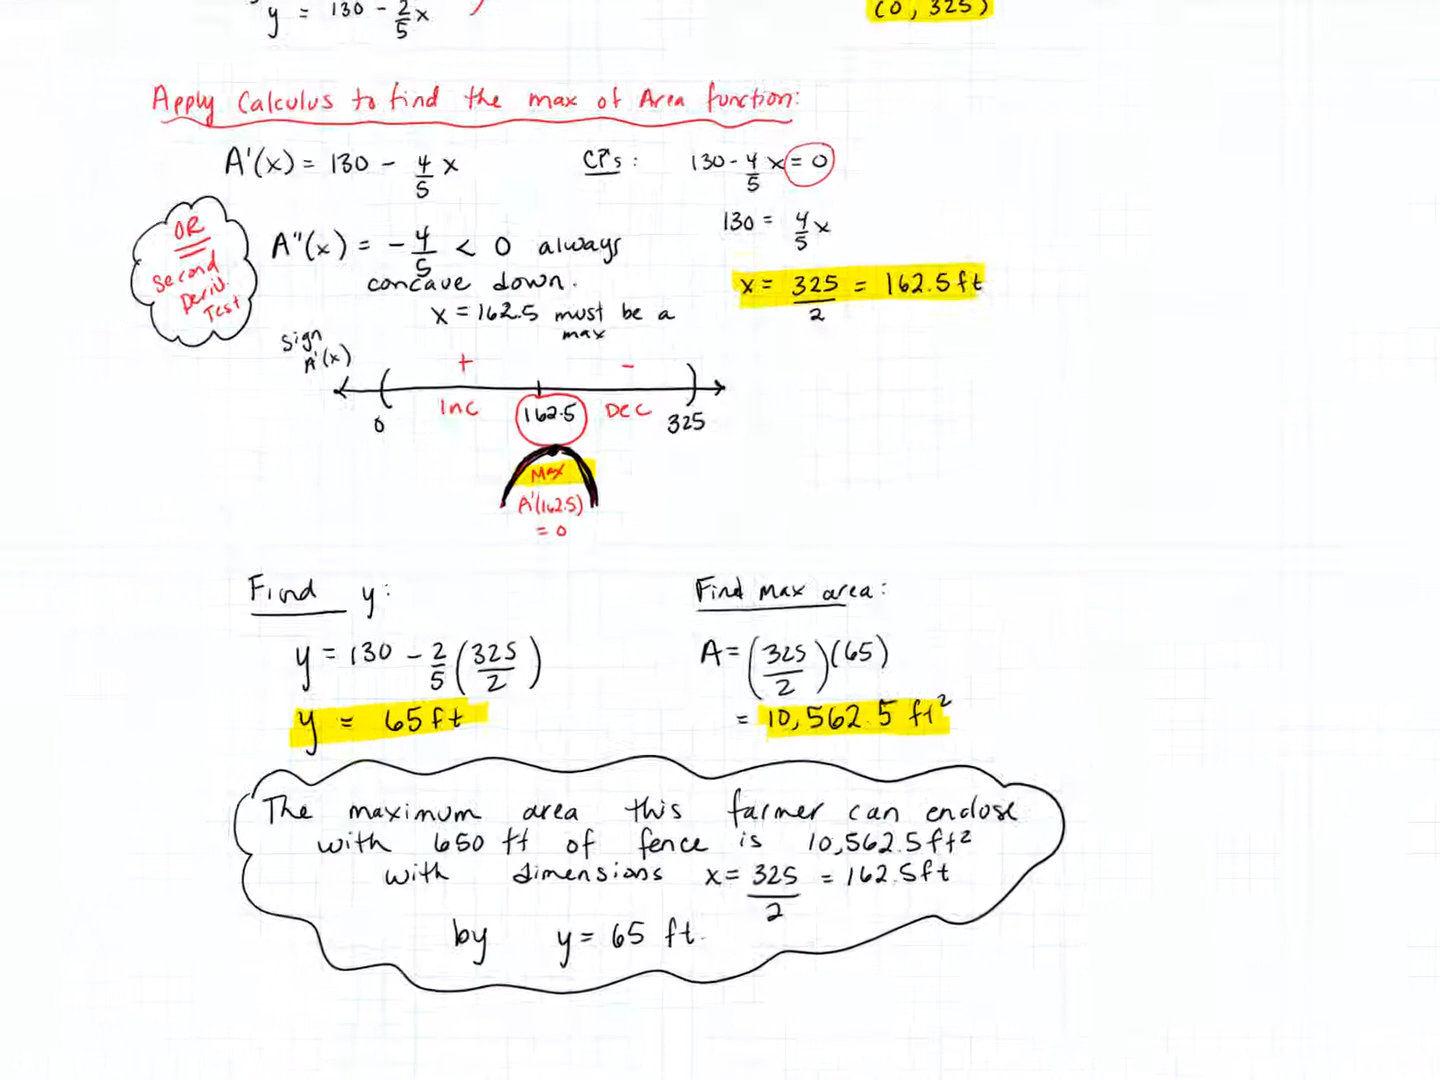 y = 130 - 2/5 x
(0, 325)
Apply Calculus to find the max of Area function:
A'(x) = 130 - 4/5 x
CPs: 130 - 4/5 x = 0
130 = 4/5 x
x = 325/2 = 162.5 ft
OR
Second
Deriv.
Test
A''(x) = - 4/5 < 0 always
concave down.
x = 162.5 must be a
max
Sign
A'(x)
+ -
0 Inc 162.5 Dec 325
Max
A'(162.5)
= 0
Find y:
y = 130 - 2/5 (325/2)
y = 65 ft
Find max area:
A = (325/2)(65)
= 10,562.5 ft²
The maximum area this farmer can enclose
with 650 ft of fence is 10,562.5 ft²
with dimensions x = 325/2 = 162.5 ft
by y = 65 ft.